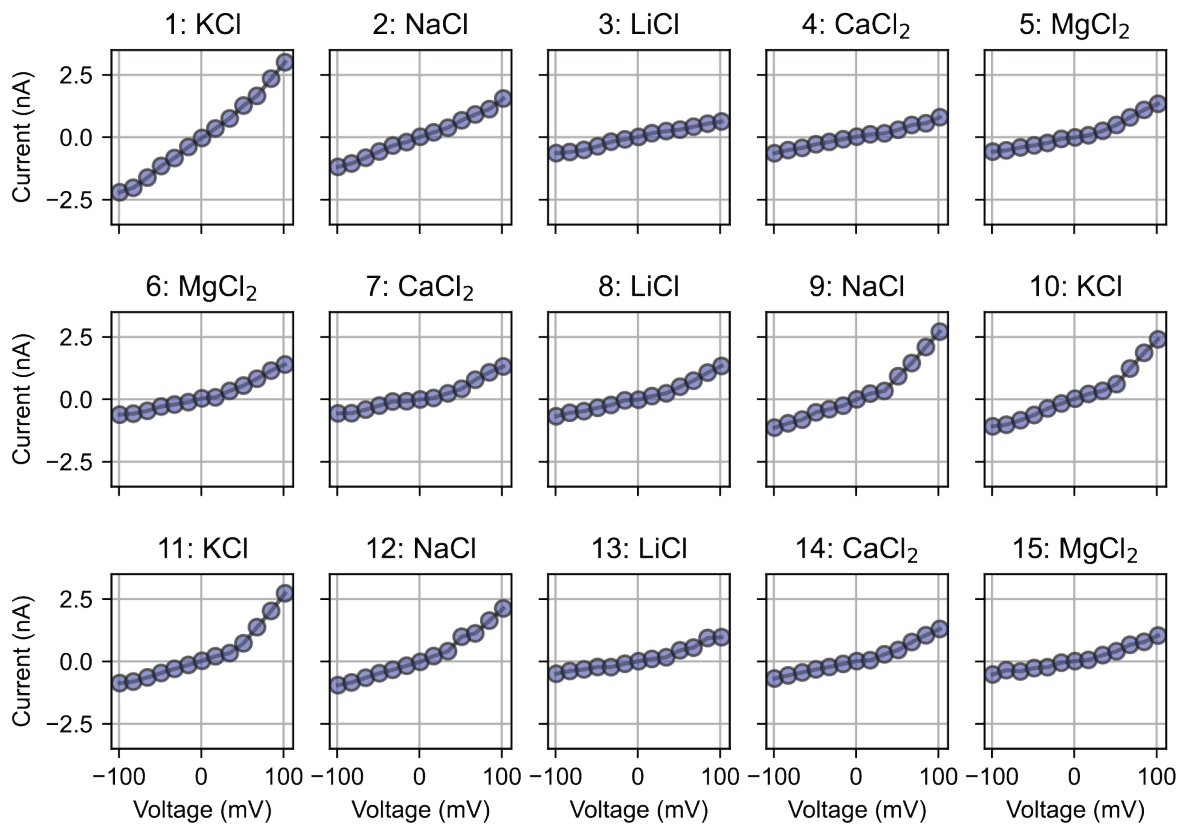 1: KCl 2: NaCl 3: LiCl 4: CaCl₂ 5: MgCl₂
Current (nA)
2.5
0.0
−2.5
6: MgCl₂ 7: CaCl₂ 8: LiCl 9: NaCl 10: KCl
Current (nA)
2.5
0.0
−2.5
11: KCl 12: NaCl 13: LiCl 14: CaCl₂ 15: MgCl₂
Current (nA)
2.5
0.0
−2.5
−100 0 100 −100 0 100 −100 0 100 −100 0 100 −100 0 100
Voltage (mV) Voltage (mV) Voltage (mV) Voltage (mV) Voltage (mV)